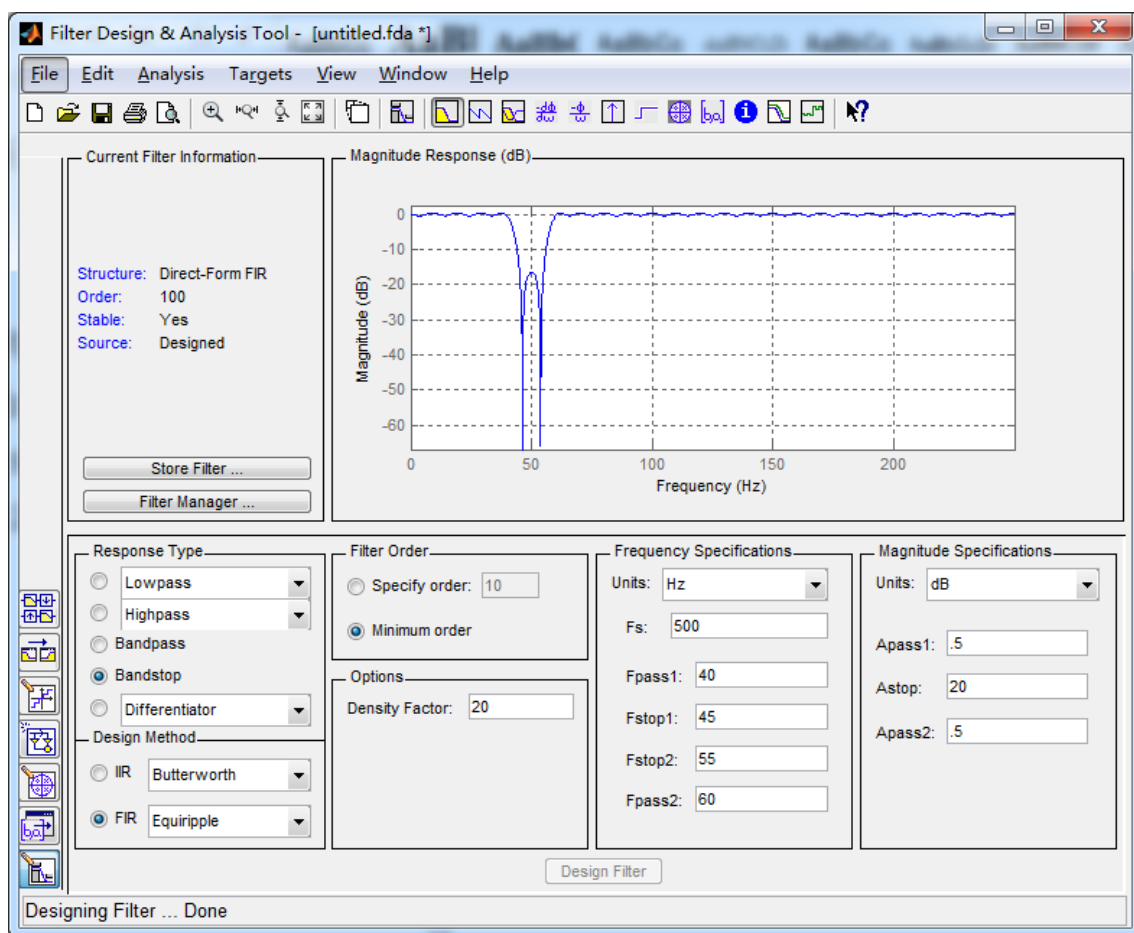 Filter Design & Analysis Tool - [untitled.fda *]
File Edit Analysis Targets View Window Help
Current Filter Information
Structure: Direct-Form FIR
Order: 100
Stable: Yes
Source: Designed
Store Filter ...
Filter Manager ...
Magnitude Response (dB)
0
-10
-20
-30
-40
-50
-60
Magnitude (dB)
0 50 100 150 200
Frequency (Hz)
Response Type
Lowpass
Highpass
Bandpass
Bandstop
Differentiator
Design Method
IIR Butterworth
FIR Equiripple
Filter Order
Specify order: 10
Minimum order
Options
Density Factor: 20
Frequency Specifications
Units: Hz
Fs: 500
Fpass1: 40
Fstop1: 45
Fstop2: 55
Fpass2: 60
Magnitude Specifications
Units: dB
Apass1: .5
Astop: 20
Apass2: .5
Design Filter
Designing Filter ... Done